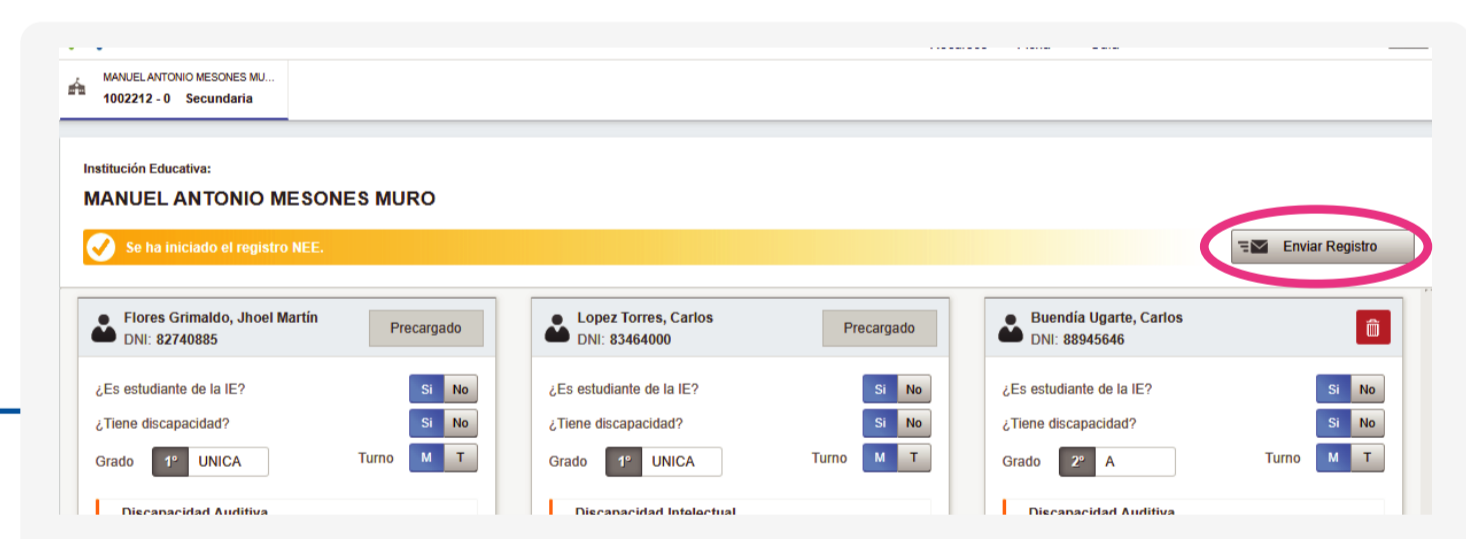 MANUEL ANTONIO MESONES MU...
1002212 - 0 Secundaria
Institución Educativa:
MANUEL ANTONIO MESONES MURO
Se ha iniciado el registro NEE.
Enviar Registro
Flores Grimaldo, Jhoel Martín
DNI: 82740885
Precargado
¿Es estudiante de la IE? Si No
¿Tiene discapacidad? Si No
Grado 1° UNICA Turno M T
Discapacidad Auditiva
Lopez Torres, Carlos
DNI: 83464000
Precargado
¿Es estudiante de la IE? Si No
¿Tiene discapacidad? Si No
Grado 1° UNICA Turno M T
Discapacidad Intelectual
Buendía Ugarte, Carlos
DNI: 88945646
¿Es estudiante de la IE? Si No
¿Tiene discapacidad? Si No
Grado 2° A Turno M T
Discapacidad Auditiva